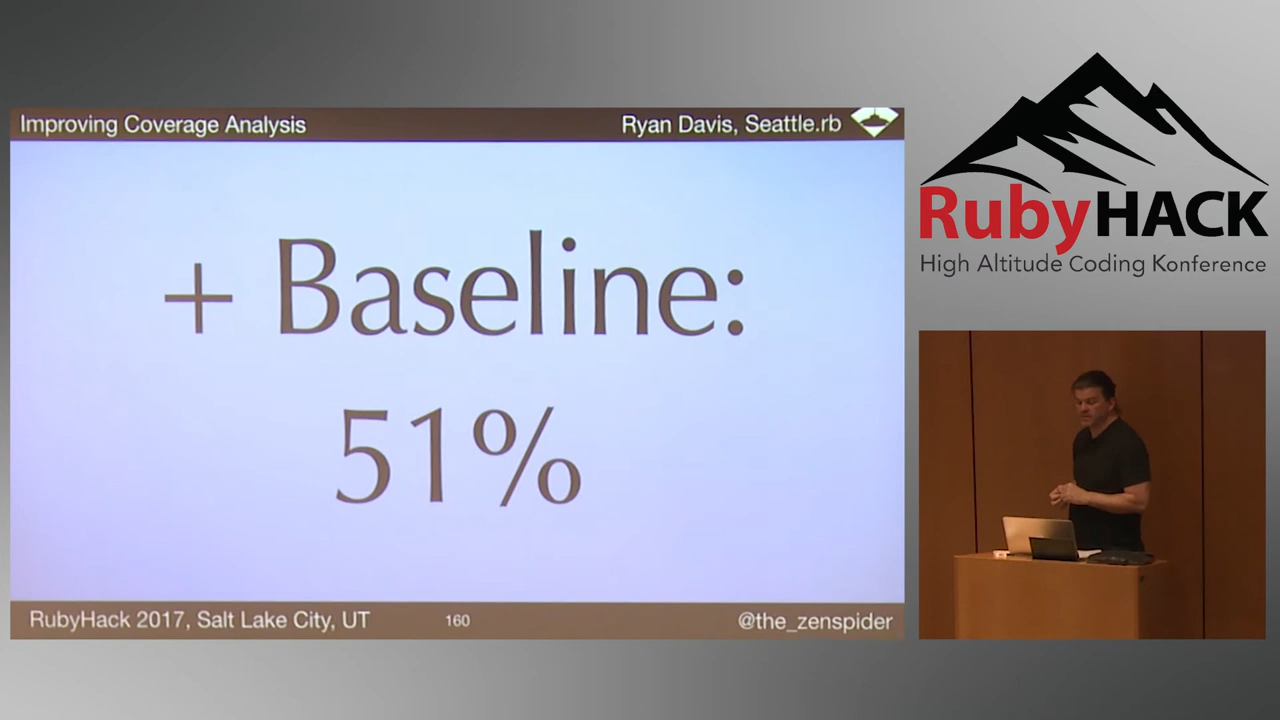 Improving Coverage Analysis
Ryan Davis, Seattle.rb
+ Baseline:
51%
RubyHack 2017, Salt Lake City, UT
160
@the_zenspider
RubyHACK
High Altitude Coding Konference